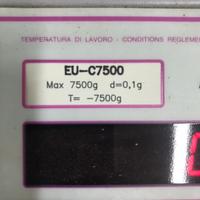 TEMPERATURA DI LAVORO - CONDITIONS REGLEME
EU-C7500
Max 7500g d=0,1g
T= -7500g